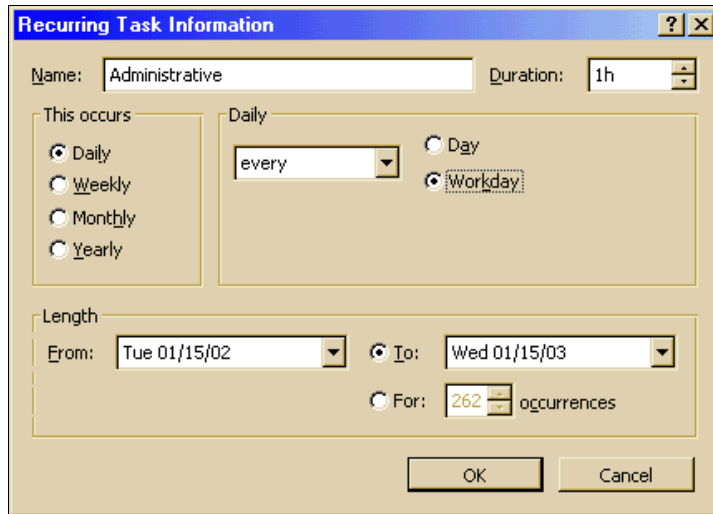 Recurring Task Information
Name: Administrative Duration: 1h
This occurs Daily
Daily every Day
Weekly Workday
Monthly
Yearly
Length
From: Tue 01/15/02 To: Wed 01/15/03
For: 262 occurrences
OK Cancel